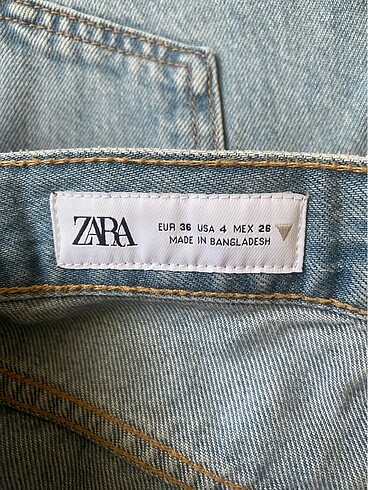 ZARA
EUR 36 USA 4 MEX 26
MADE IN BANGLADESH